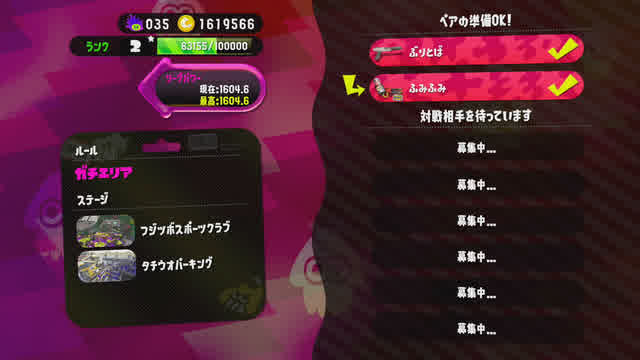 035 1619566
ランク 2 63155/100000
リーグパワー
現在:1604.6
最高:1604.6
ルール
ガチエリア
ステージ
フジツボスポーツクラブ
タチウオパーキング
ペアの準備OK!
ぷりとぱ
ふみふみ
対戦相手を待っています
募集中…
募集中…
募集中…
募集中…
募集中…
募集中…